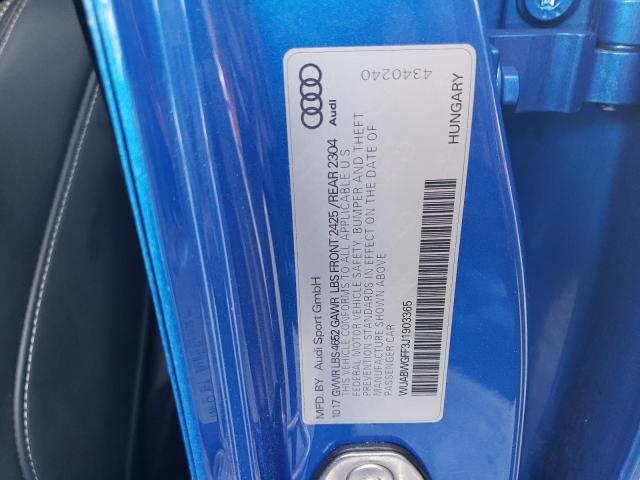 MFD. BY Audi Sport GmbH
10 17 GVWR LBS 4652 GAWR LBS FRONT 2425 / REAR 2304
THIS VEHICLE CONFORMS TO ALL APPLICABLE U S
FEDERAL MOTOR VEHICLE SAFETY, BUMPER AND THEFT
PREVENTION STANDARDS IN EFFECT ON THE DATE OF
MANUFACTURE SHOWN ABOVE
PASSENGER CAR
WUABWGFF3J1903365
Audi
4340240
HUNGARY